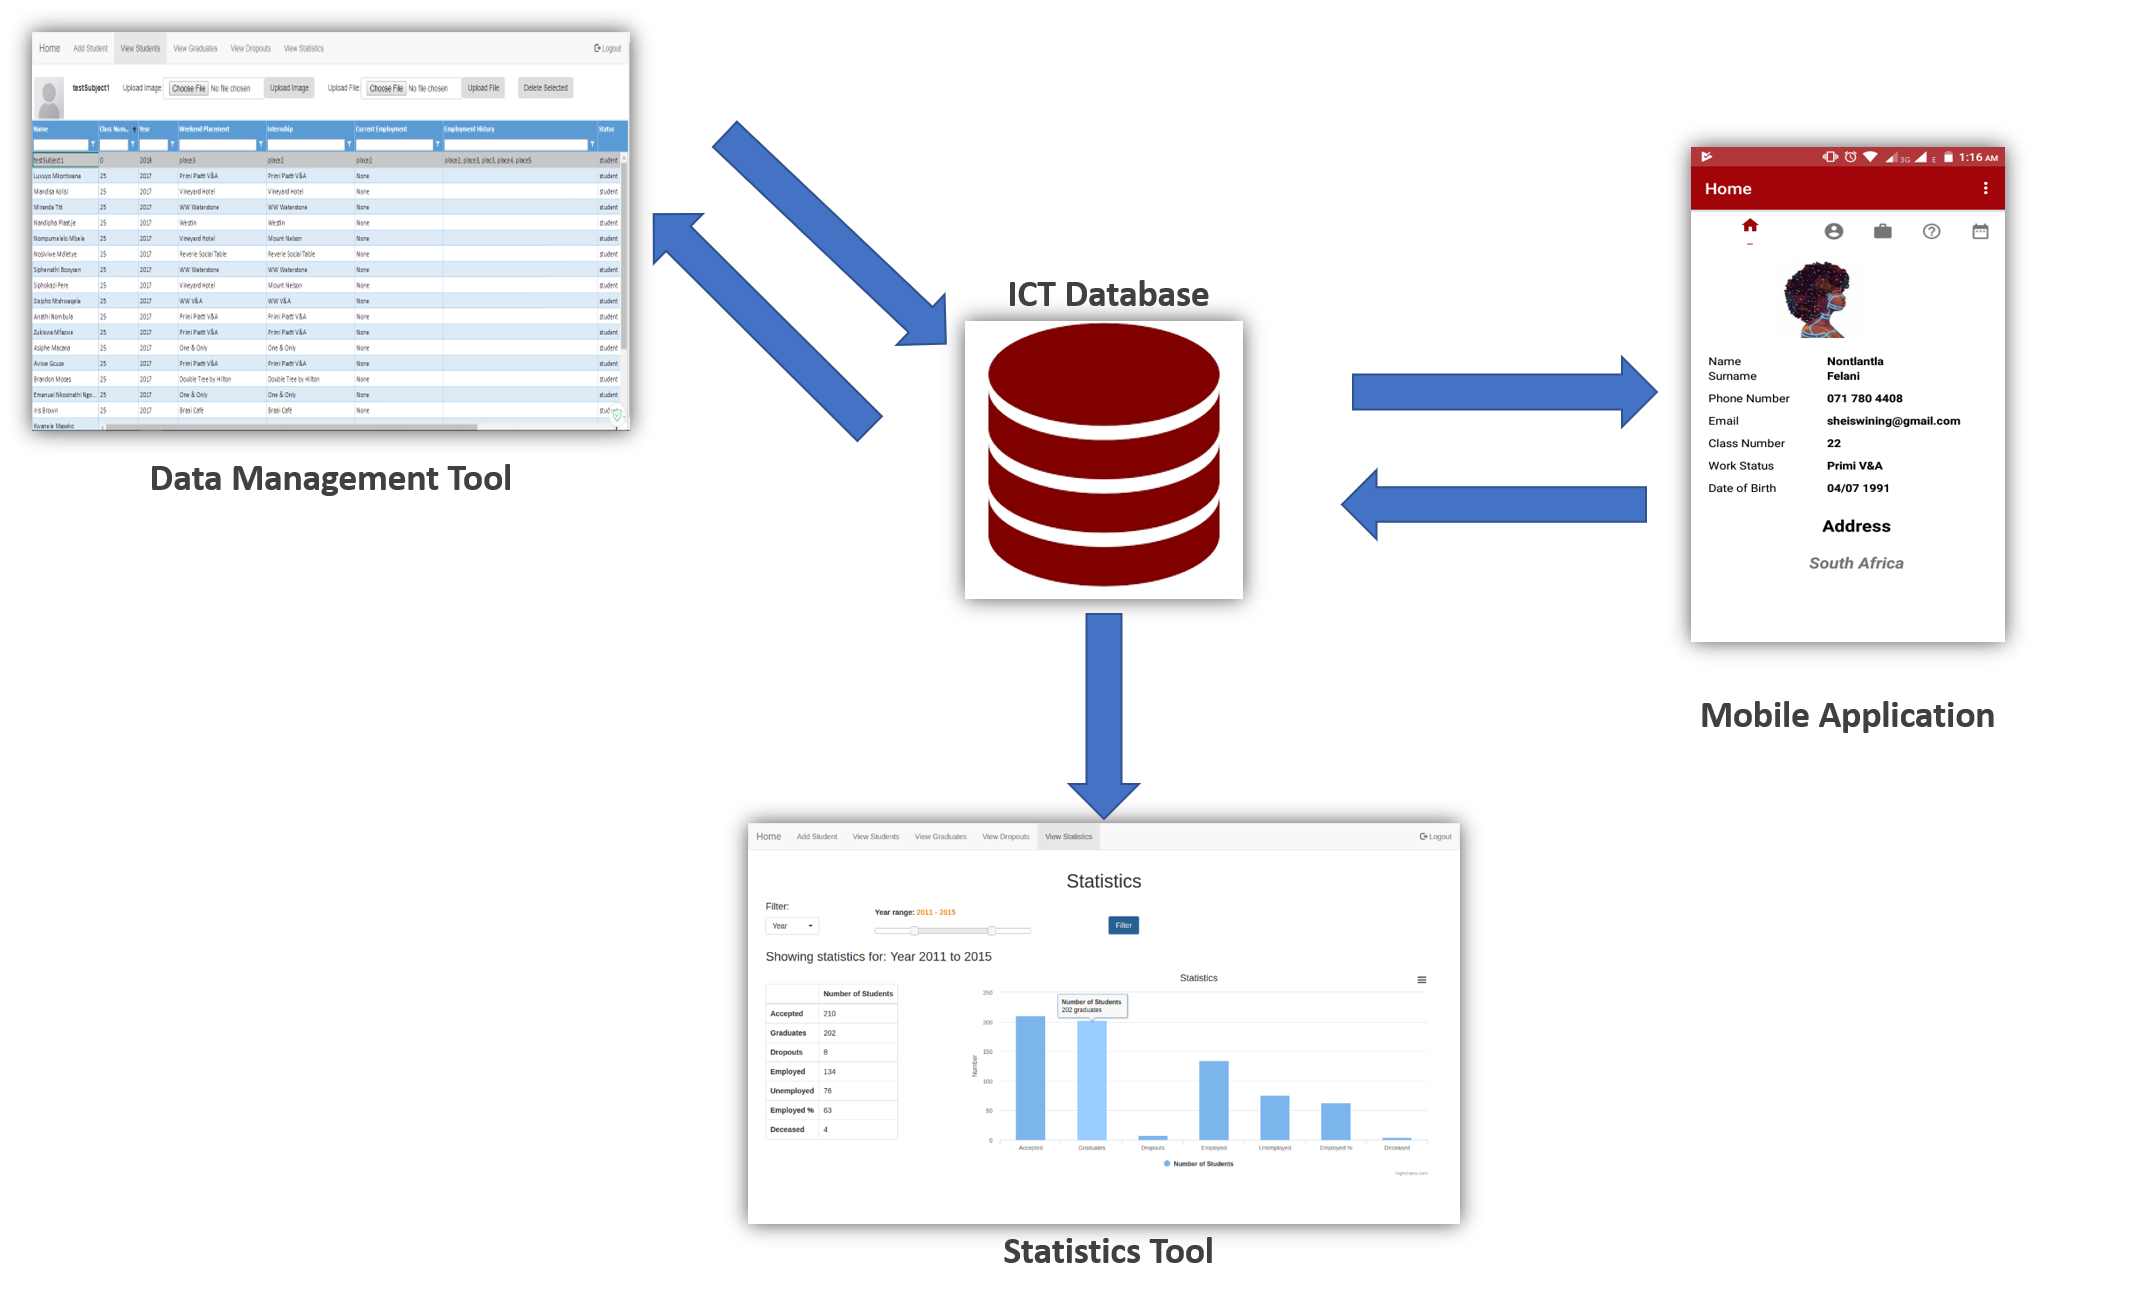 Home Add Student View Students View Graduates View Dropouts View Statistics Logout
testSubject1 Upload Image: Choose File No file chosen Upload Image Upload File: Choose File No file chosen Upload File Delete Selected
Name Class Num... Year Weekend Placement Internship Current Employment Employment History Status
testSubject1 0 2018 place3 place2 place2 place2, place3, plac3, place4, place5 student
Luvuyo Mkontwana 25 2017 Primi Piatti V&A Primi Piatti V&A None student
Mandisa Kolisi 25 2017 Vineyard Hotel Vineyard Hotel None student
Miranda Titi 25 2017 WW Waterstone WW Waterstone None student
Nandipha Plaatjie 25 2017 Westin Westin None student
Nompumelelo Mbele 25 2017 Vineyard Hotel Mount Nelson None student
Nosiviwe Mdletye 25 2017 Reverie Social Table Reverie Social Table None student
Siphenathi Booysen 25 2017 WW Waterstone WW Waterstone None student
Siphokazi Pere 25 2017 Vineyard Hotel Mount Nelson None student
Sisipho 25 2017 WW V&A WW V&A None student
Anathi Nombula 25 2017 Primi Piatti V&A Primi Piatti V&A None student
Zukiswa 25 2017 Primi Piatti V&A Primi Piatti V&A None student
Asiphe Macana 25 2017 One & Only One & Only None student
Aviwe Gouza 25 2017 Primi Piatti V&A Primi Piatti V&A None student
Brandon Moses 25 2017 Double Tree by Hilton Double Tree by Hilton None student
Emanuel Nkosinathi Ngo... 25 2017 One & Only One & Only None student
Iris Brown 25 2017 Braai Café Braai Café None
Kwanele Maseko
Data Management Tool
ICT Database
3G E 1:16 AM
Home
Name Nontlantla
Surname Felani
Phone Number 071 780 4408
Email sheiswining@gmail.com
Class Number 22
Work Status Primi V&A
Date of Birth 04/07 1991
Address
South Africa
Mobile Application
Home Add Student View Students View Graduates View Dropouts View Statistics Logout
Statistics
Filter:
Year range: 2011 - 2015
Year
Filter
Showing statistics for: Year 2011 to 2015
Number of Students
Accepted 210
Graduates 202
Dropouts 8
Employed 134
Unemployed 76
Employed % 63
Deceased 4
Statistics
Number of Students
202 graduates
Number
250
200
150
100
50
0
Accepted Graduates Dropouts Employed Unemployed Employed % Deceased
Number of Students
Highcharts.com
Statistics Tool